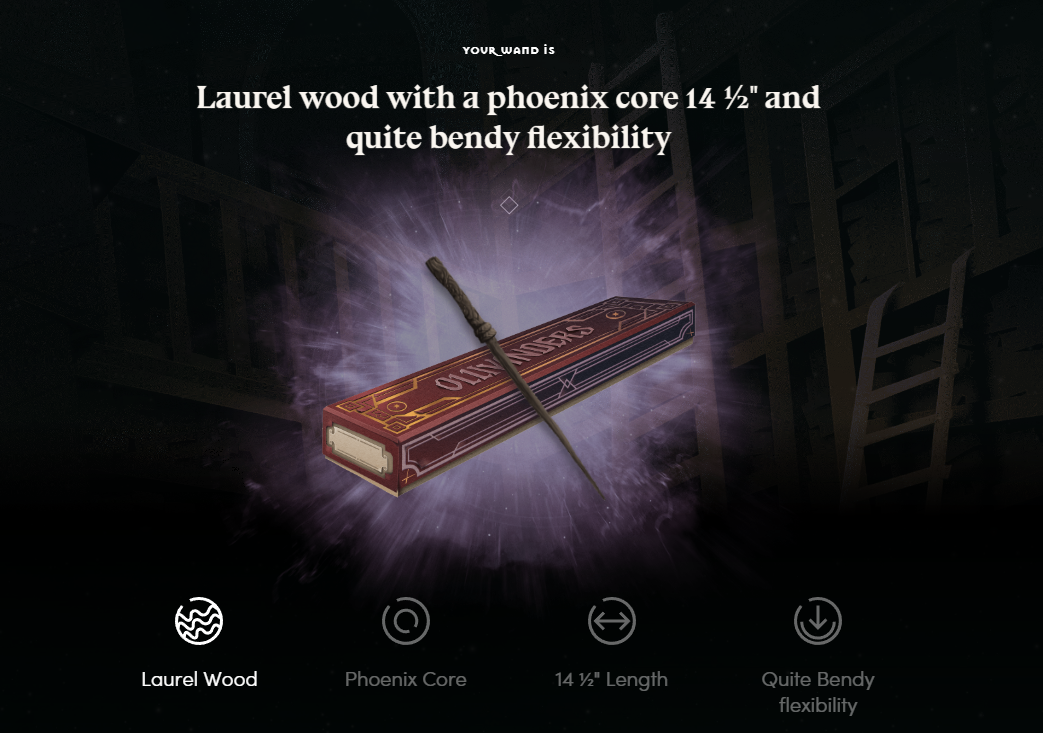 YOUR WAND IS
Laurel wood with a phoenix core 14 ½" and
quite bendy flexibility
OLLIVANDERS
Laurel Wood
Phoenix Core
14 ½" Length
Quite Bendy
flexibility